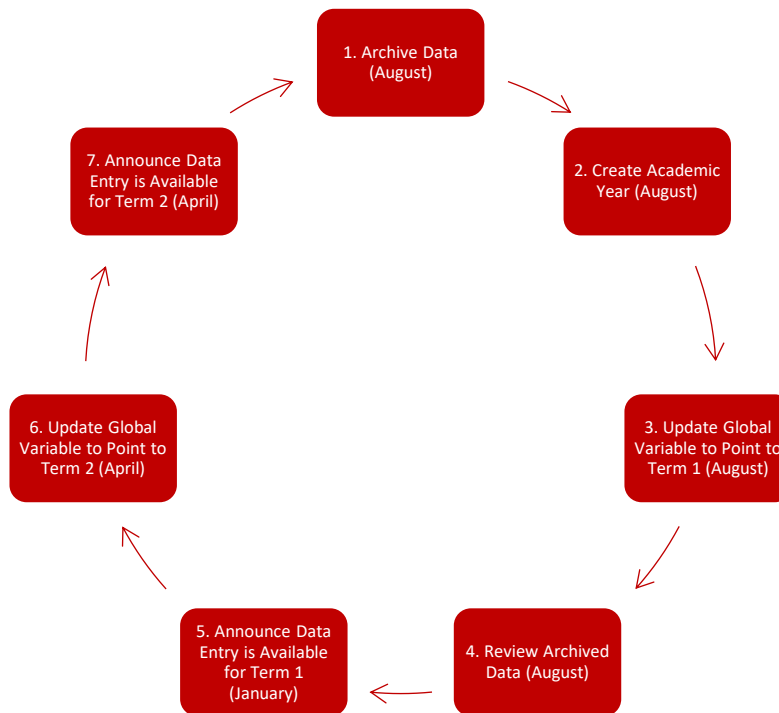 1. Archive Data
(August)
2. Create Academic
Year (August)
3. Update Global
Variable to Point to
Term 1 (August)
4. Review Archived
Data (August)
5. Announce Data
Entry is Available
for Term 1
(January)
6. Update Global
Variable to Point to
Term 2 (April)
7. Announce Data
Entry is Available
for Term 2 (April)